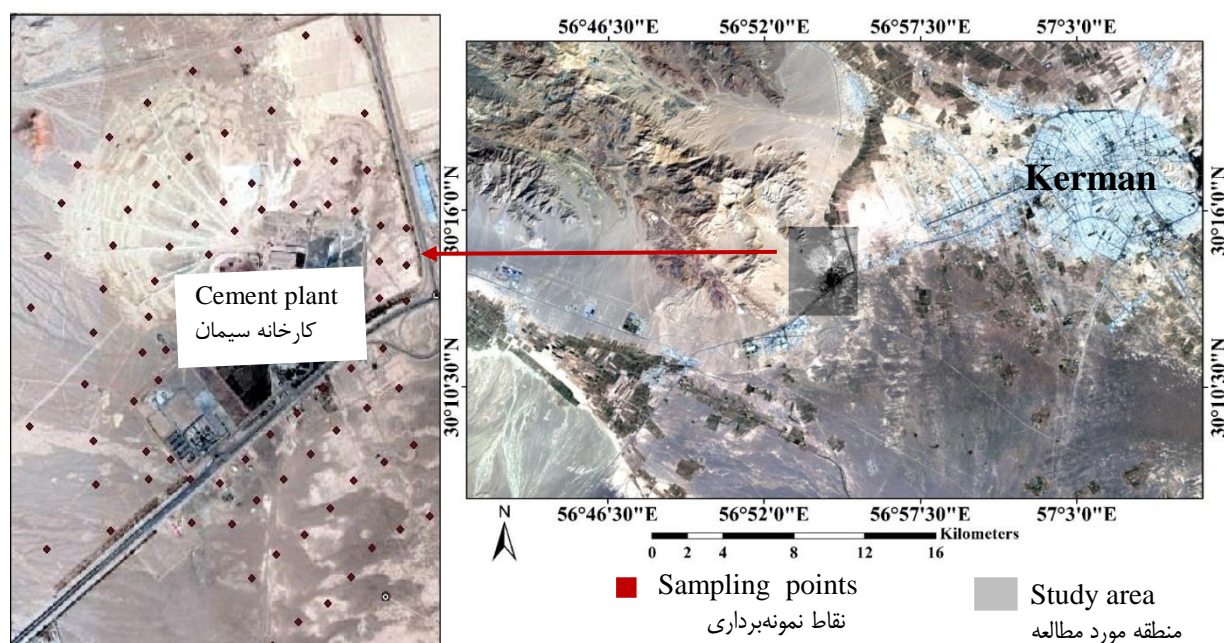 56°46'30"E 56°52'0"E 56°57'30"E 57°3'0"E
Kerman
30°16'0"N 30°16'0"N
Cement plant
کارخانه سیمان
30°10'30"N 30°10'30"N
56°46'30"E 56°52'0"E 56°57'30"E 57°3'0"E
N
Kilometers
0 2 4 8 12 16
Sampling points
نقاط نمونه‌برداری
Study area
منطقه مورد مطالعه